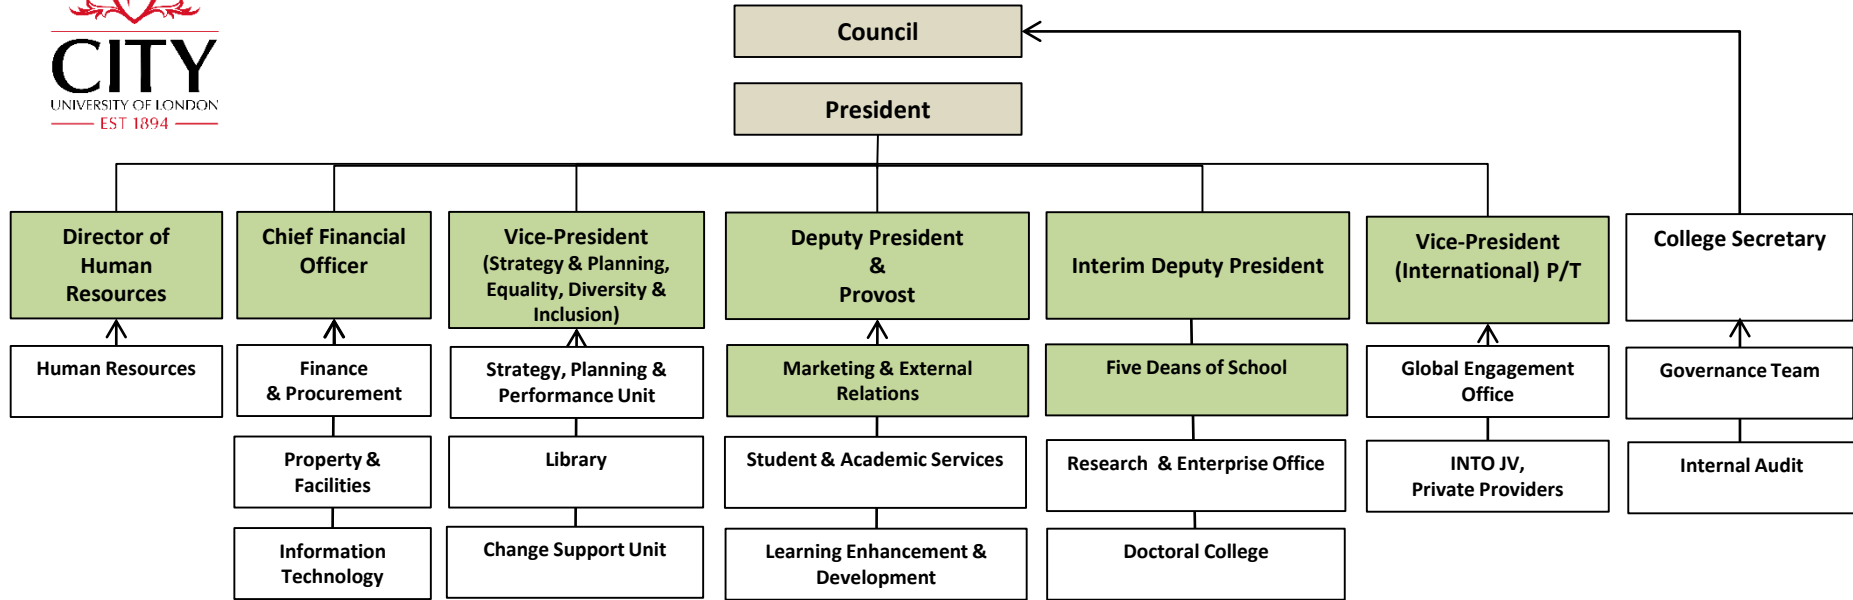 CITY
UNIVERSITY OF LONDON
EST 1894
Council
President
Director of
Human
Resources
Chief Financial
Officer
Vice-President
(Strategy & Planning,
Equality, Diversity &
Inclusion)
Deputy President
&
Provost
Interim Deputy President
Vice-President
(International) P/T
College Secretary
Human Resources
Finance
& Procurement
Strategy, Planning &
Performance Unit
Marketing & External
Relations
Five Deans of School
Global Engagement
Office
Governance Team
Property &
Facilities
Library
Student & Academic Services
Research & Enterprise Office
INTO JV,
Private Providers
Internal Audit
Information
Technology
Change Support Unit
Learning Enhancement &
Development
Doctoral College